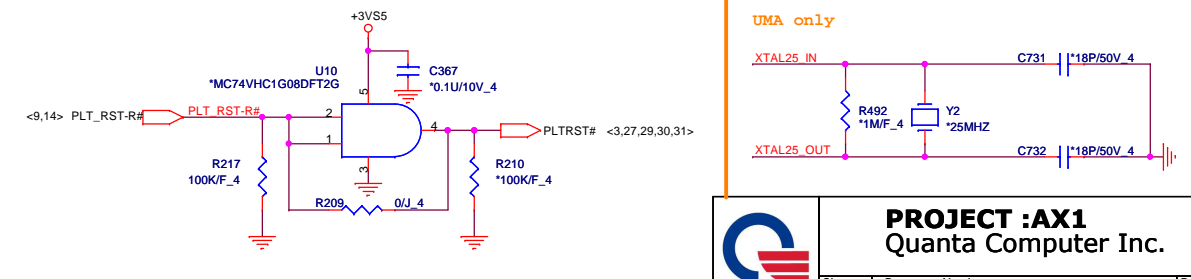 +3VS5
U10
*MC74VHC1G08DFT2G
C367
*0.1U/10V_4
5
<9,14> PLT_RST-R#
PLT_RST-R#
2
1
4
3
PLTRST# <3,27,29,30,31>
R217
100K/F_4
R210
*100K/F_4
R209
0/J_4
UMA only
XTAL25_IN
C731
*18P/50V_4
R492
*1M/F_4
Y2
*25MHZ
XTAL25_OUT
C732
*18P/50V_4
PROJECT :AX1
Quanta Computer Inc.